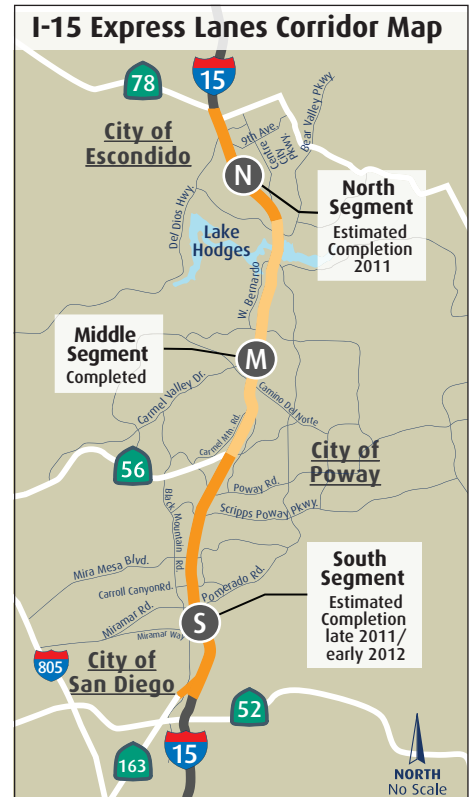 I-15 Express Lanes Corridor Map
15
78
City of
Escondido
9th Ave.
Centre
City
Pkwy.
Bear Valley Pkwy.
N
North
Segment
Estimated
Completion
2011
Del Dios Hwy.
Lake
Hodges
W. Bernardo
Middle
Segment
Completed
M
Carmel Valley Dr.
Camino Del Norte
Carmel Mtn. Rd.
City of
Poway
56
Poway Rd.
Scripps Poway Pkwy.
Black Mountain Rd.
Mira Mesa Blvd.
Carroll Canyon Rd.
Pomerado Rd.
Miramar Rd.
Miramar Way
S
South
Segment
Estimated
Completion
late 2011/
early 2012
805
City of
San Diego
52
163
15
NORTH
No Scale